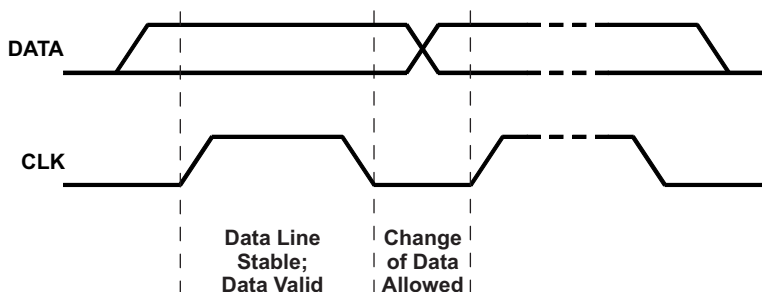 DATA
CLK
Data Line
Stable;
Data Valid
Change
of Data
Allowed